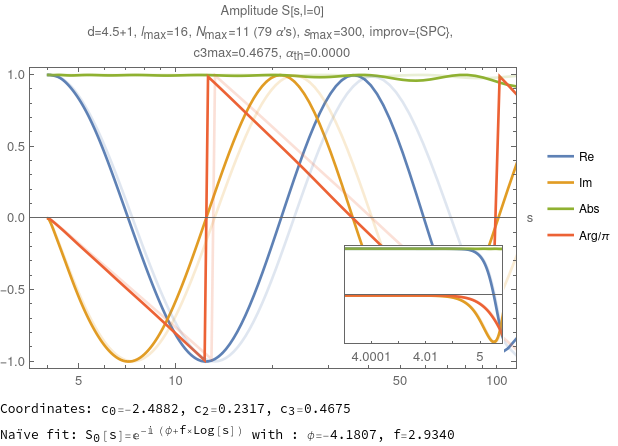 Amplitude S[s,l=0]
d=4.5+1, lmax=16, Nmax=11 (79 α's), smax=300, improv={SPC},
c3max=0.4675, αth=0.0000
1.0
0.5
0.0
-0.5
-1.0
5
10
50
100
s
4.0001
4.01
5
Re
Im
Abs
Arg/π
Coordinates: c0=-2.4882, c2=0.2317, c3=0.4675
Naïve fit: S0[s]=e^-i (ϕ+f×Log[s]) with : ϕ=-4.1807, f=2.9340